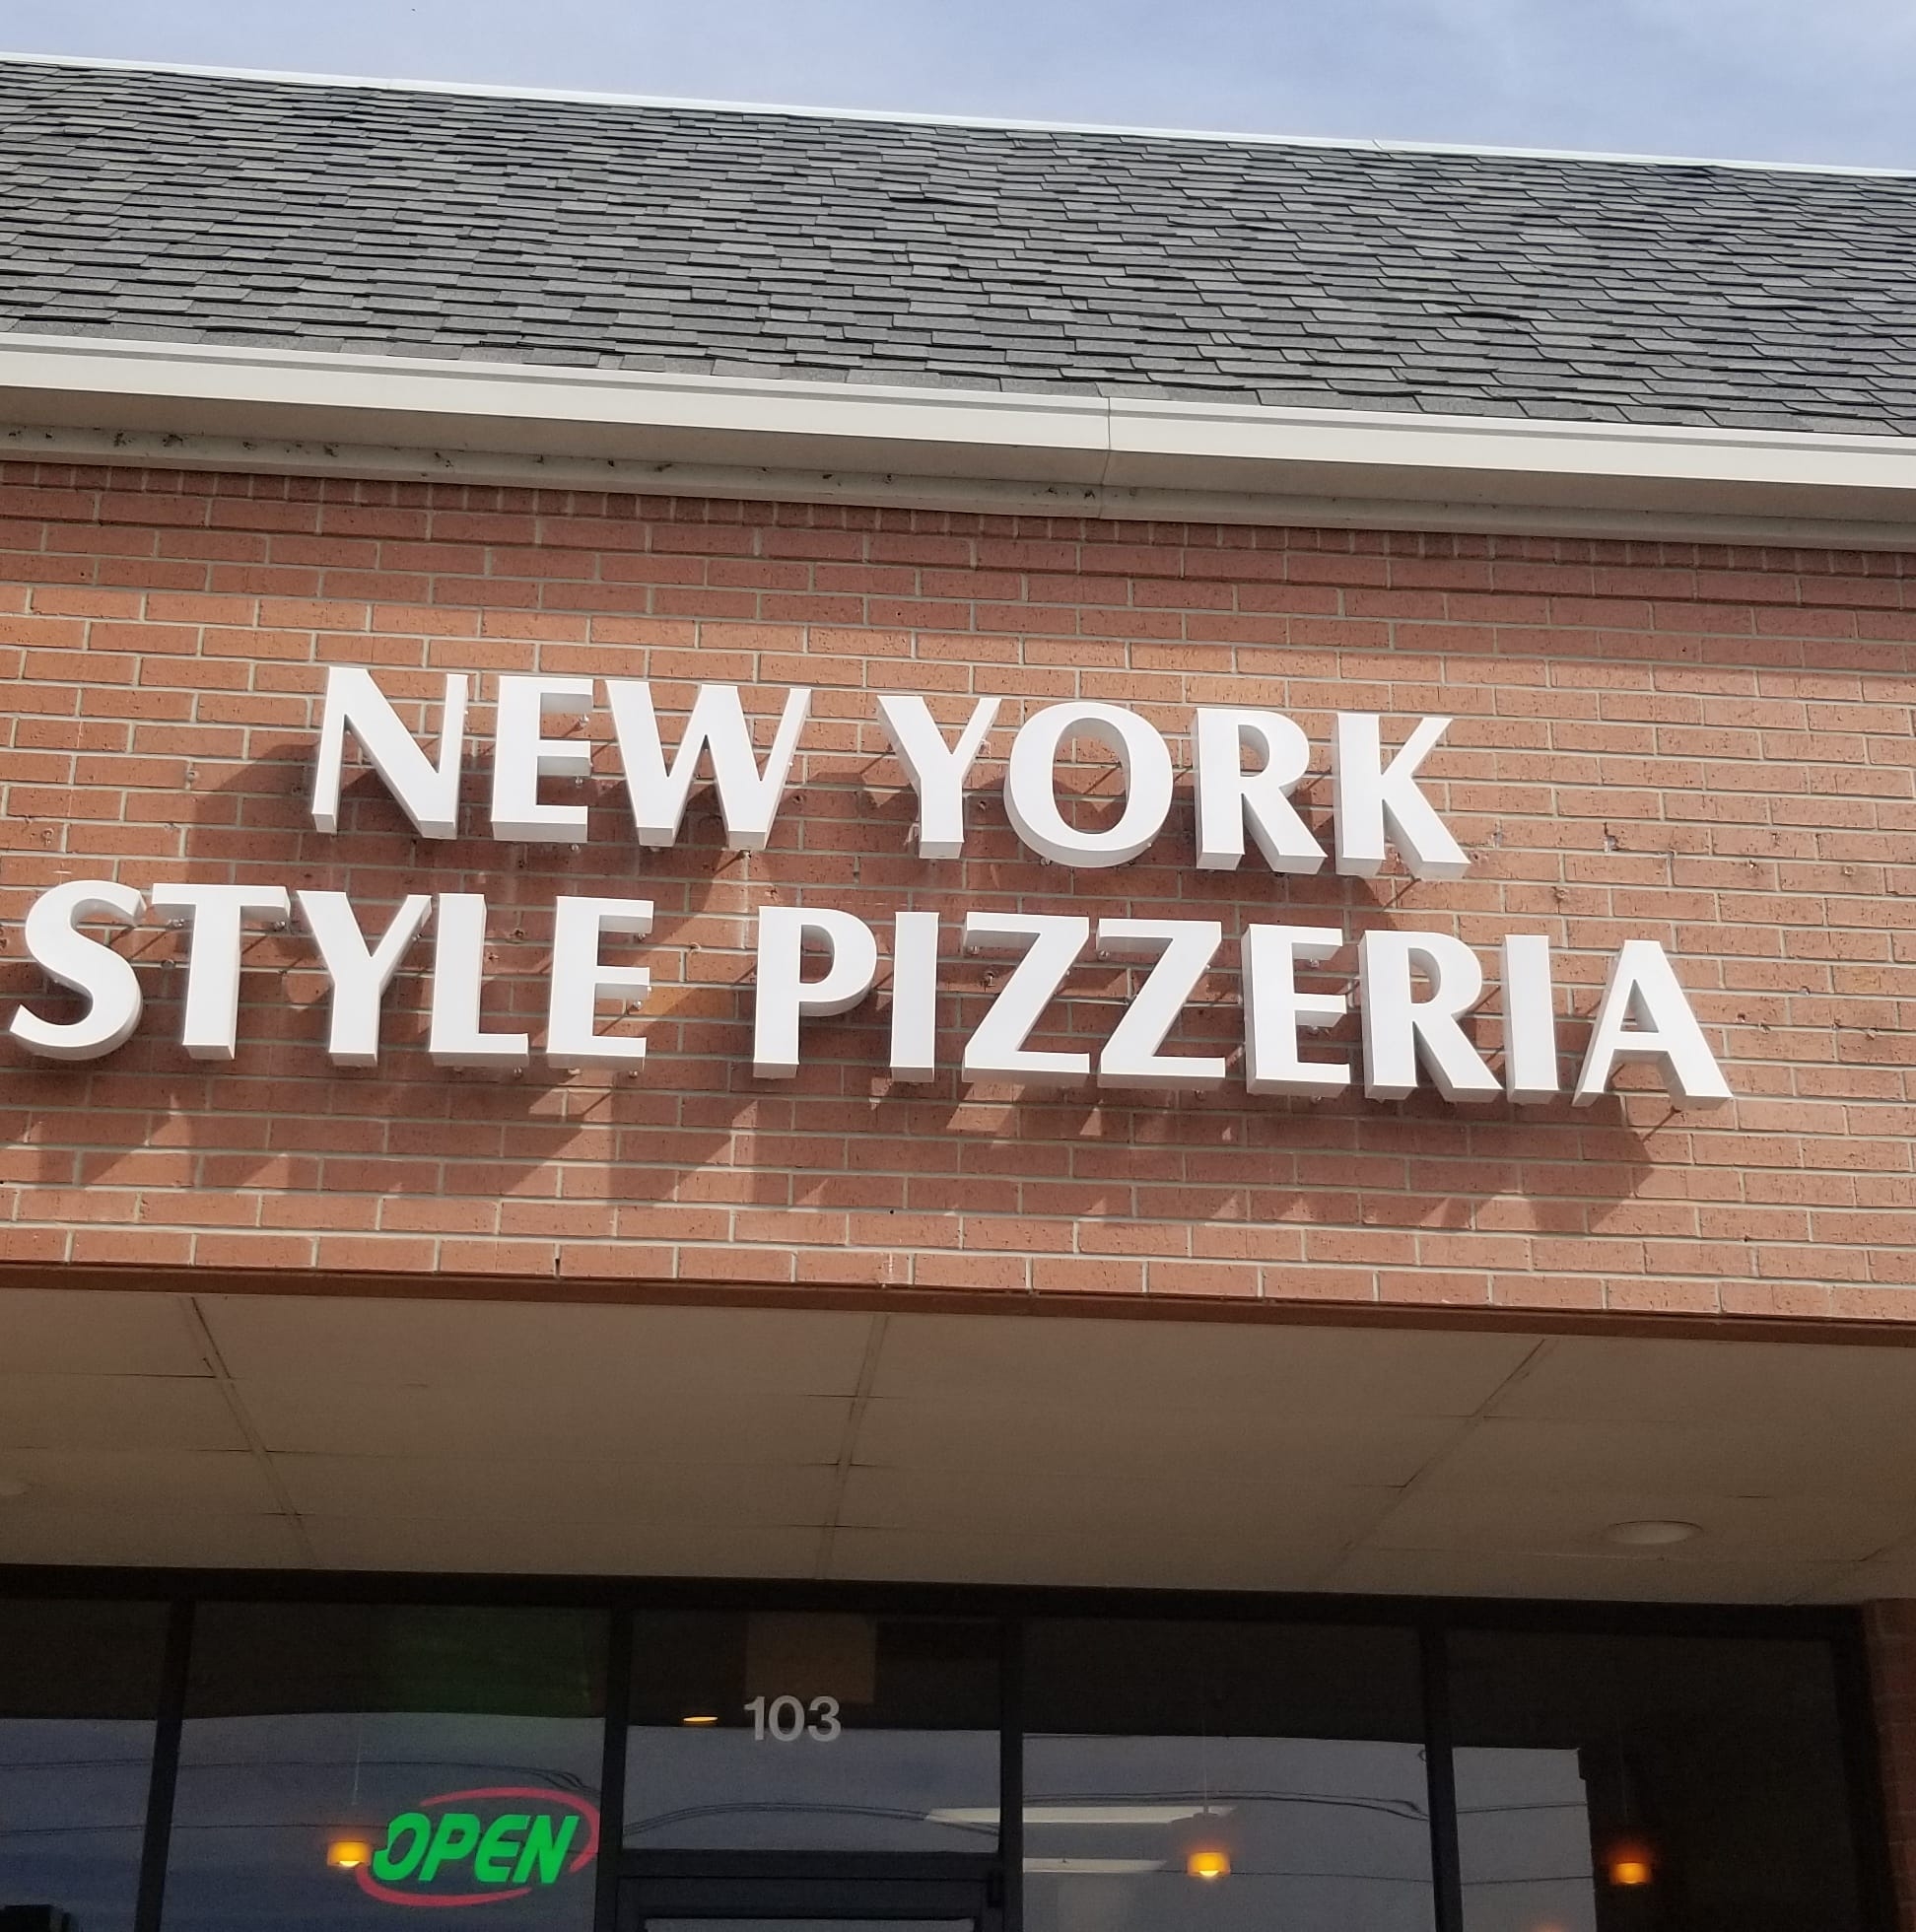 NEW YORK
STYLE PIZZERIA
103
OPEN